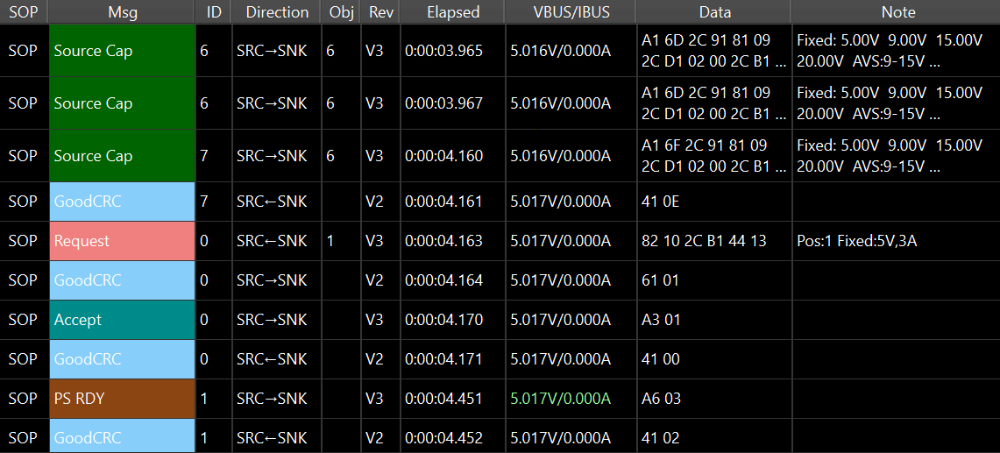 SOP Msg ID Direction Obj Rev Elapsed VBUS/IBUS Data Note
SOP Source Cap 6 SRC→SNK 6 V3 0:00:03.965 5.016V/0.000A A1 6D 2C 91 81 09 Fixed: 5.00V 9.00V 15.00V
2C D1 02 00 2C B1 ... 20.00V AVS:9-15V ...
SOP Source Cap 6 SRC→SNK 6 V3 0:00:03.967 5.016V/0.000A A1 6D 2C 91 81 09 Fixed: 5.00V 9.00V 15.00V
2C D1 02 00 2C B1 ... 20.00V AVS:9-15V ...
SOP Source Cap 7 SRC→SNK 6 V3 0:00:04.160 5.016V/0.000A A1 6F 2C 91 81 09 Fixed: 5.00V 9.00V 15.00V
2C D1 02 00 2C B1 ... 20.00V AVS:9-15V ...
SOP GoodCRC 7 SRC←SNK V2 0:00:04.161 5.017V/0.000A 41 0E
SOP Request 0 SRC←SNK 1 V3 0:00:04.163 5.017V/0.000A 82 10 2C B1 44 13 Pos:1 Fixed:5V,3A
SOP GoodCRC 0 SRC→SNK V2 0:00:04.164 5.017V/0.000A 61 01
SOP Accept 0 SRC→SNK V3 0:00:04.170 5.017V/0.000A A3 01
SOP GoodCRC 0 SRC←SNK V2 0:00:04.171 5.017V/0.000A 41 00
SOP PS RDY 1 SRC→SNK V3 0:00:04.451 5.017V/0.000A A6 03
SOP GoodCRC 1 SRC←SNK V2 0:00:04.452 5.017V/0.000A 41 02